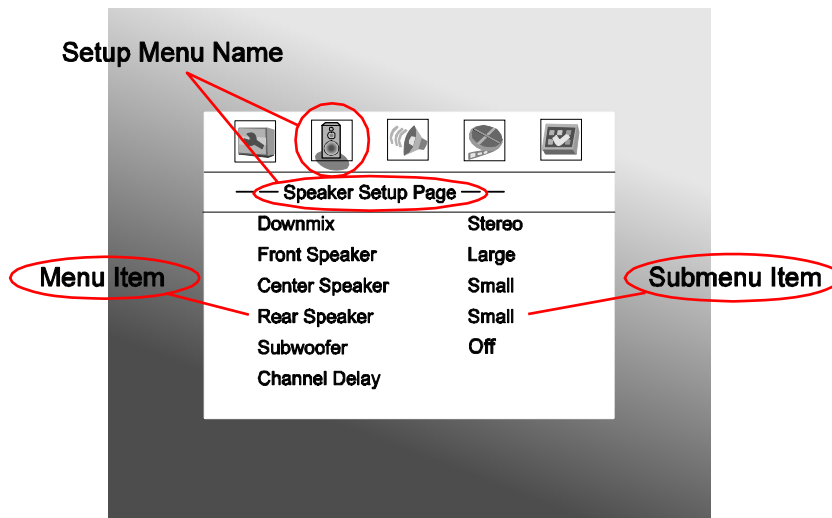 Setup Menu Name
Speaker Setup Page
Downmix Stereo
Front Speaker Large
Menu Item
Submenu Item
Center Speaker Small
Rear Speaker Small
Subwoofer Off
Channel Delay